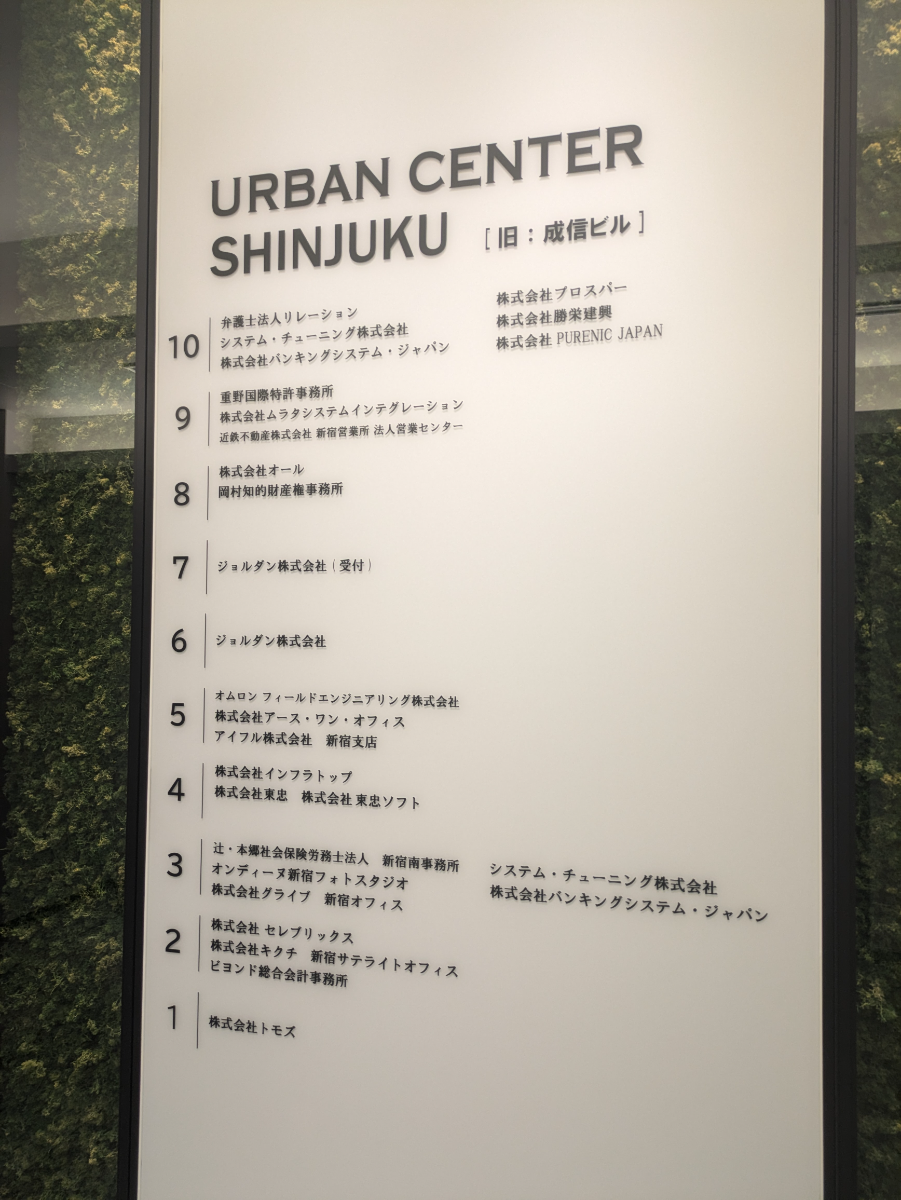 URBAN CENTER
SHINJUKU [旧：成信ビル]
10
弁護士法人リレーション
システム・チューニング株式会社
株式会社バンキングシステム・ジャパン
株式会社プロスパー
株式会社勝栄建興
株式会社 PURENIC JAPAN
9
重野国際特許事務所
株式会社ムラタシステムインテグレーション
近鉄不動産株式会社 新宿営業所 法人営業センター
8
株式会社オール
岡村知的財産権事務所
7
ジョルダン株式会社（受付）
6
ジョルダン株式会社
5
オムロン フィールドエンジニアリング株式会社
株式会社アース・ワン・オフィス
アイフル株式会社　新宿支店
4
株式会社インフラトップ
株式会社東忠　株式会社 東忠ソフト
3
辻・本郷社会保険労務士法人　新宿南事務所
オンディーヌ新宿フォトスタジオ
株式会社グライブ　新宿オフィス
システム・チューニング株式会社
株式会社バンキングシステム・ジャパン
2
株式会社 セレブリックス
株式会社キクチ　新宿サテライトオフィス
ビヨンド総合会計事務所
1
株式会社トモズ